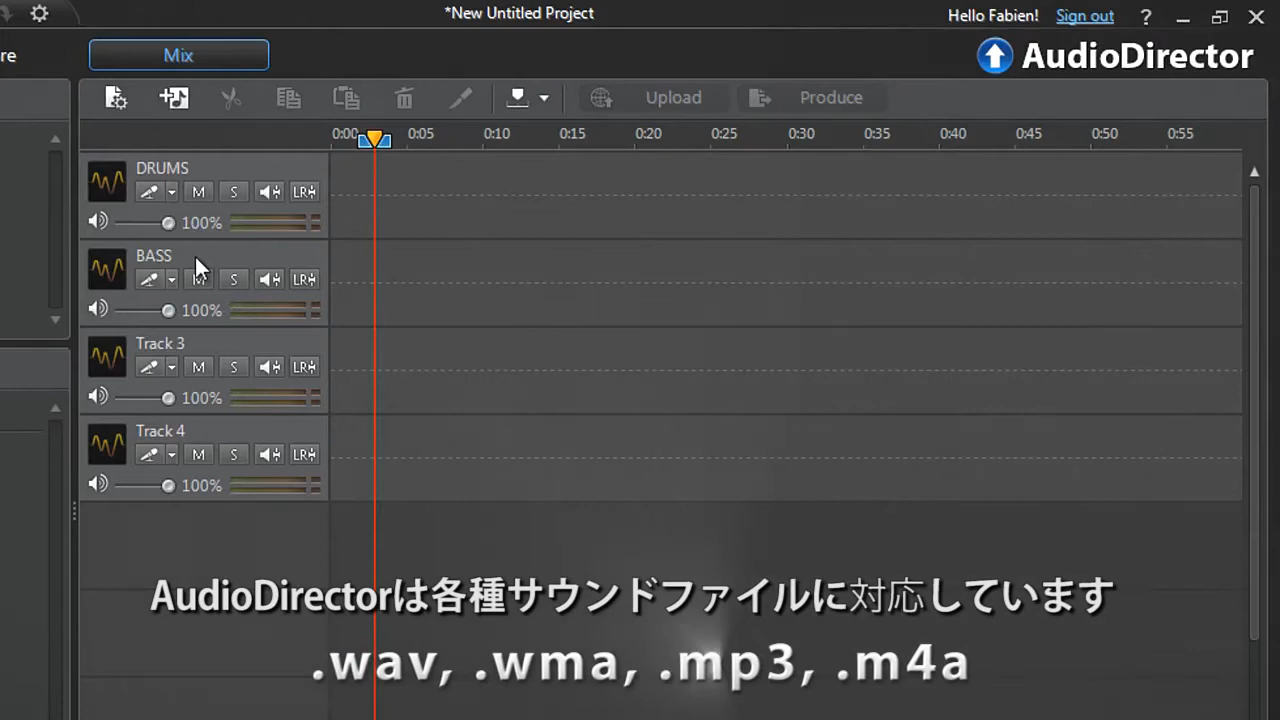 *New Untitled Project
Hello Fabien! Sign out ?
re Mix AudioDirector
Upload Produce
0:00 0:05 0:10 0:15 0:20 0:25 0:30 0:35 0:40 0:45 0:50 0:55
DRUMS
M S LR
100%
BASS
M S LR
100%
Track 3
M S LR
100%
Track 4
M S LR
100%
AudioDirectorは各種サウンドファイルに対応しています
.wav, .wma, .mp3, .m4a